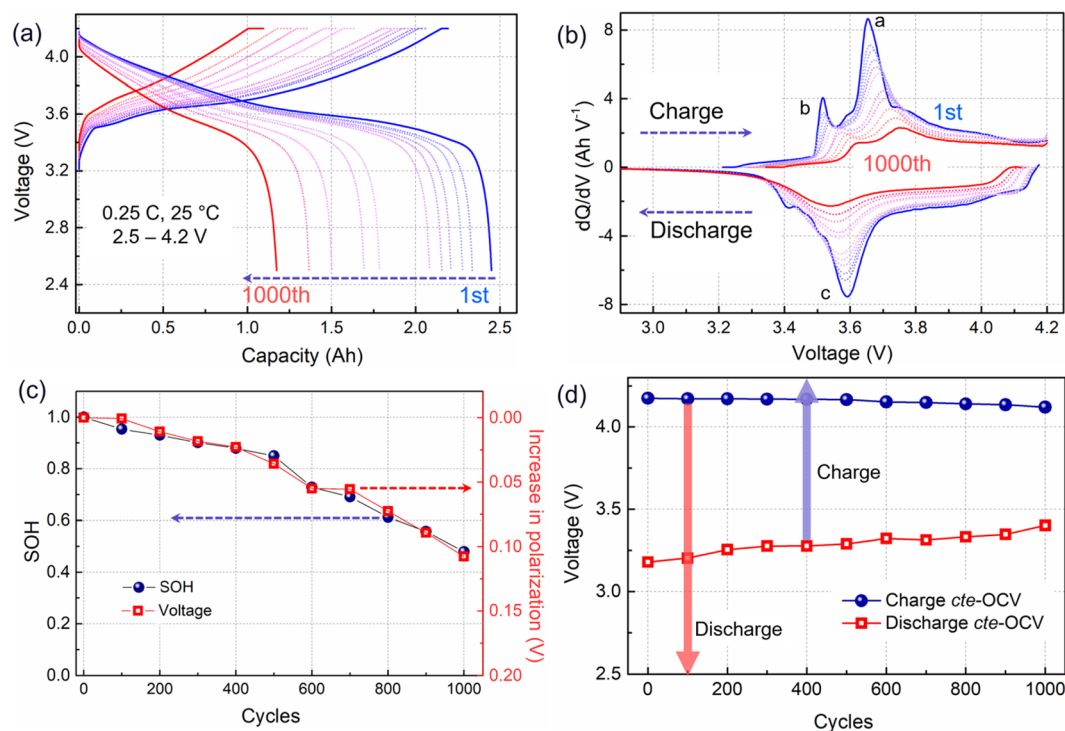 (a)
4.0
3.6
3.2
2.8
2.4
Voltage (V)
0.25 C, 25 °C
2.5 – 4.2 V
1000th
1st
0.0
0.5
1.0
1.5
2.0
2.5
Capacity (Ah)
(b)
8
4
0
-4
-8
dQ/dV (Ah V⁻¹)
a
b
c
Charge
1st
1000th
Discharge
3.0
3.3
3.6
3.9
4.2
Voltage (V)
(c)
1.0
0.8
0.6
0.4
0.2
0.0
SOH
0.00
0.05
0.10
0.15
0.20
Increase in polarization (V)
SOH
Voltage
0
200
400
600
800
1000
Cycles
(d)
4.0
3.5
3.0
2.5
Voltage (V)
Charge
Charge cte-OCV
Discharge cte-OCV
Discharge
0
200
400
600
800
1000
Cycles